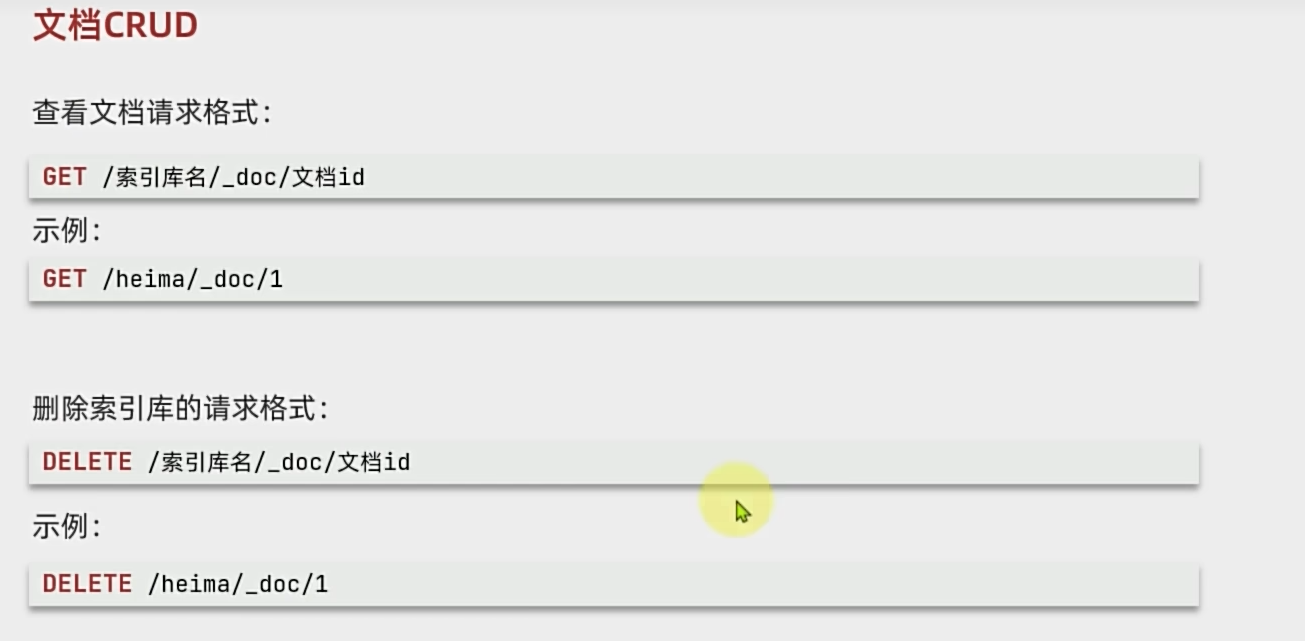 文档CRUD
查看文档请求格式：
GET /索引库名/_doc/文档id
示例：
GET /heima/_doc/1
删除索引库的请求格式：
DELETE /索引库名/_doc/文档id
示例：
DELETE /heima/_doc/1